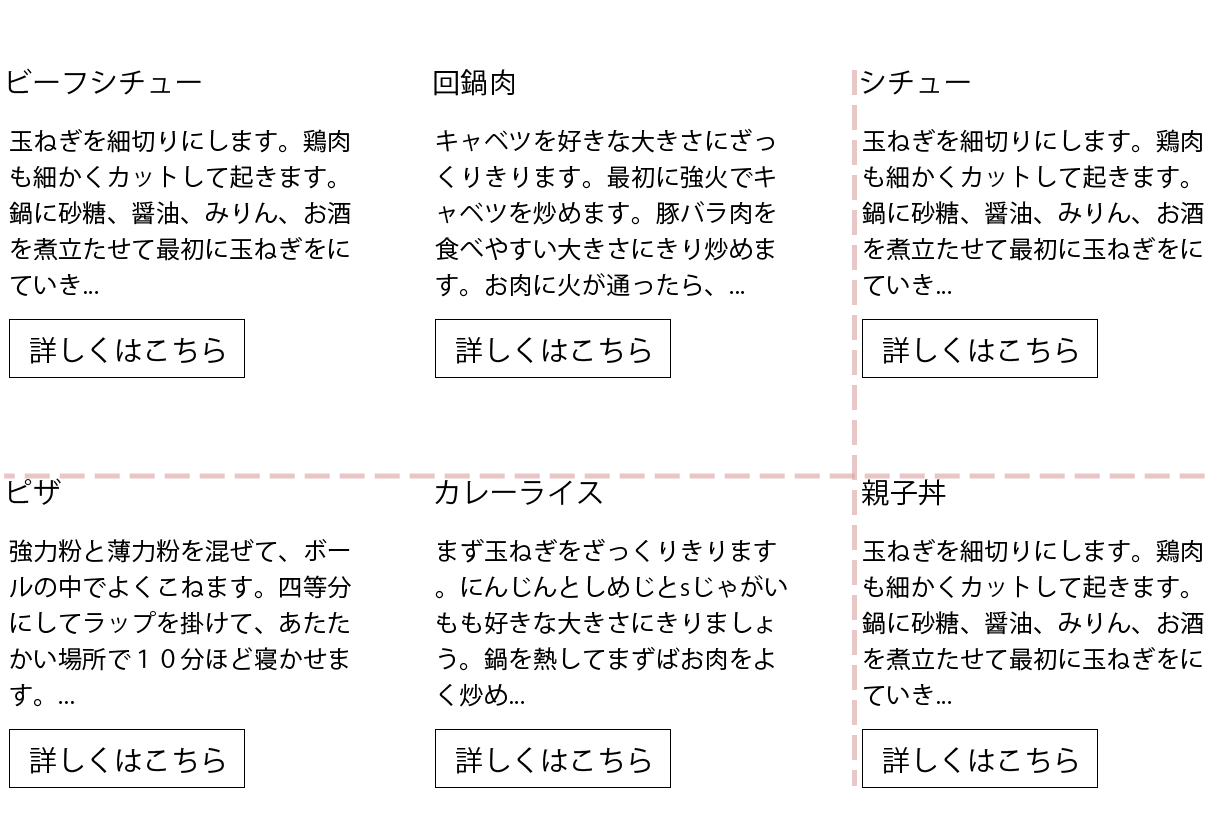 ビーフシチュー
玉ねぎを細切りにします。鶏肉
も細かくカットして起きます。
鍋に砂糖、醤油、みりん、お酒
を煮立たせて最初に玉ねぎをに
ていき...
詳しくはこちら
回鍋肉
キャベツを好きな大きさにざっ
くりきります。最初に強火でキ
ャベツを炒めます。豚バラ肉を
食べやすい大きさにきり炒めま
す。お肉に火が通ったら、...
詳しくはこちら
シチュー
玉ねぎを細切りにします。鶏肉
も細かくカットして起きます。
鍋に砂糖、醤油、みりん、お酒
を煮立たせて最初に玉ねぎをに
ていき...
詳しくはこちら
ピザ
強力粉と薄力粉を混ぜて、ボー
ルの中でよくこねます。四等分
にしてラップを掛けて、あたた
かい場所で１０分ほど寝かせま
す。...
詳しくはこちら
カレーライス
まず玉ねぎをざっくりきります
。にんじんとしめじとsじゃがい
もも好きな大きさにきりましょ
う。鍋を熱してまずばお肉をよ
く炒め...
詳しくはこちら
親子丼
玉ねぎを細切りにします。鶏肉
も細かくカットして起きます。
鍋に砂糖、醤油、みりん、お酒
を煮立たせて最初に玉ねぎをに
ていき...
詳しくはこちら